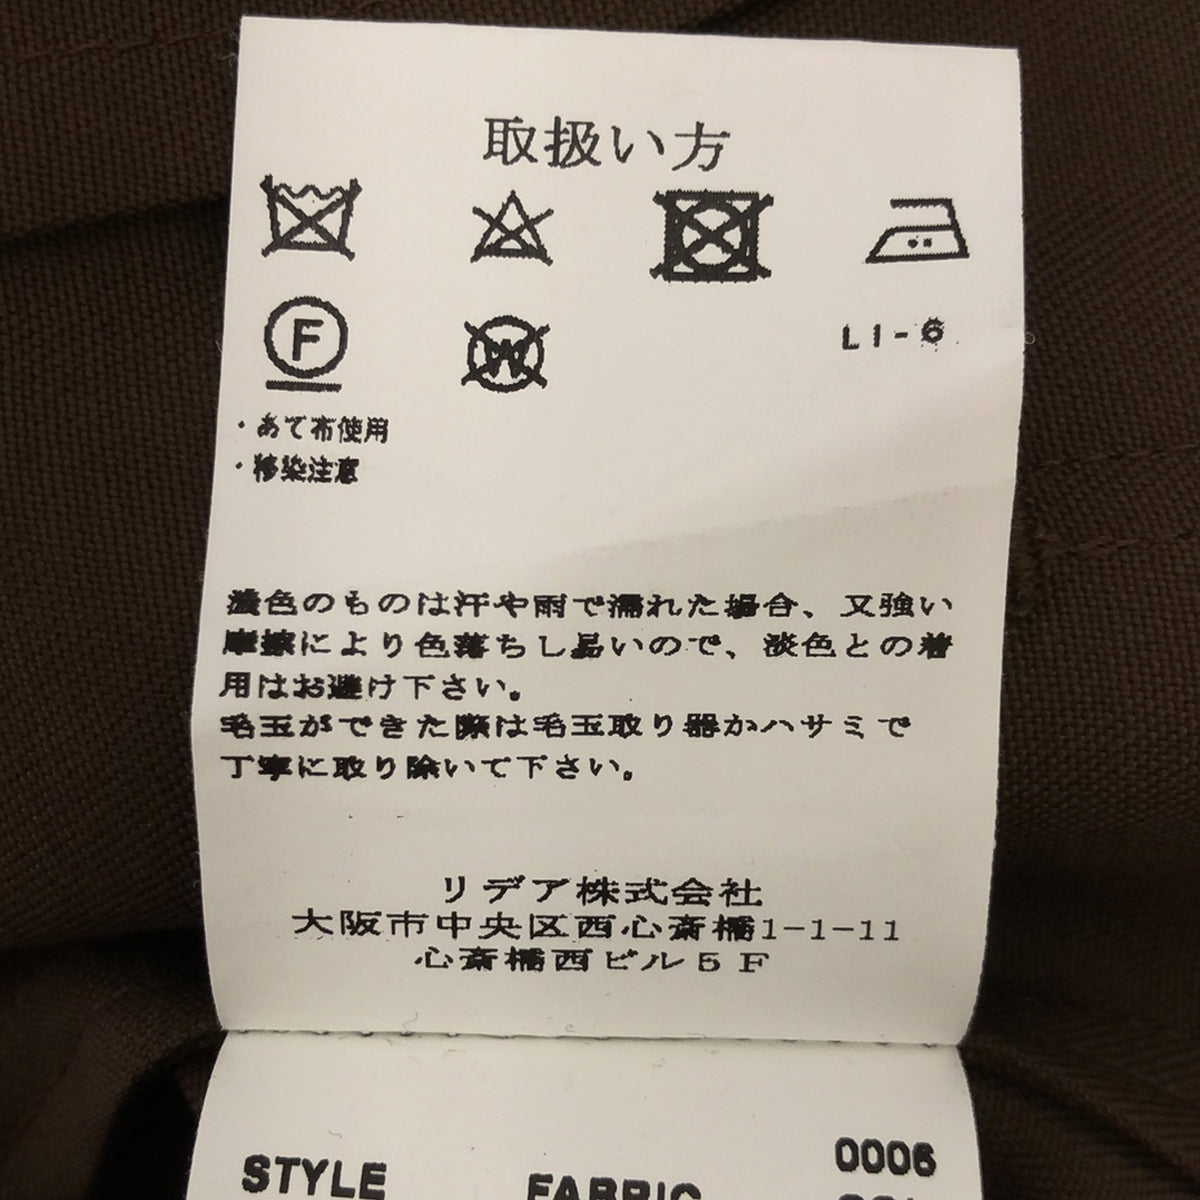 取扱い方
F
W
LI-6
・あて布使用
・移染注意
濃色のものは汗や雨で濡れた場合、又強い
摩擦により色落ちし易いので、淡色との着
用はお避け下さい。
毛玉ができた際は毛玉取り器かハサミで
丁寧に取り除いて下さい。
リデア株式会社
大阪市中央区西心斎橋1-1-11
心斎橋西ビル5F
STYLE FABRIC 0006